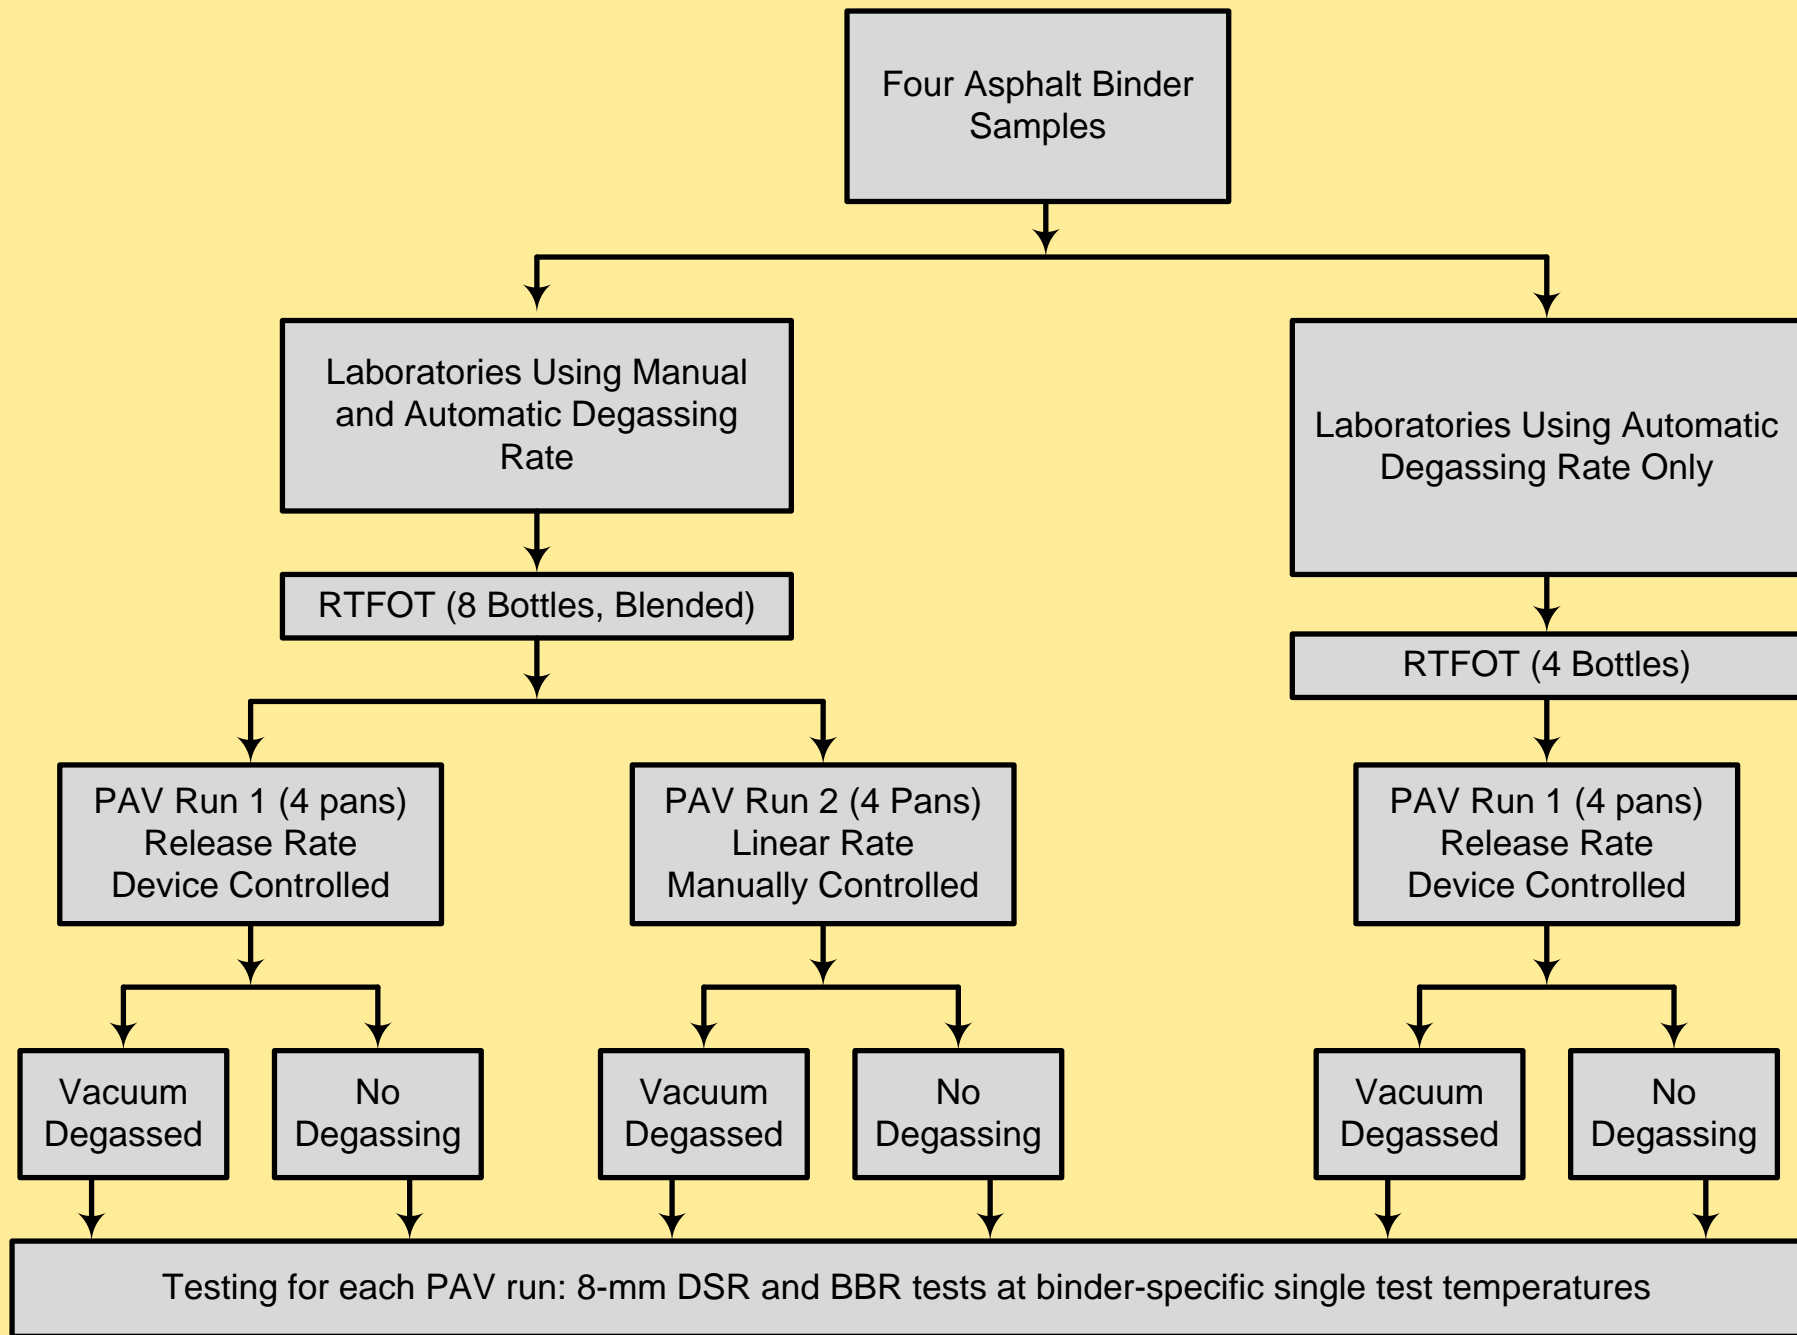 Four Asphalt Binder
Samples
Laboratories Using Manual
and Automatic Degassing
Rate
Laboratories Using Automatic
Degassing Rate Only
RTFOT (8 Bottles, Blended)
RTFOT (4 Bottles)
PAV Run 1 (4 pans)
Release Rate
Device Controlled
PAV Run 2 (4 Pans)
Linear Rate
Manually Controlled
PAV Run 1 (4 pans)
Release Rate
Device Controlled
Vacuum
Degassed
No
Degassing
Vacuum
Degassed
No
Degassing
Vacuum
Degassed
No
Degassing
Testing for each PAV run: 8-mm DSR and BBR tests at binder-specific single test temperatures